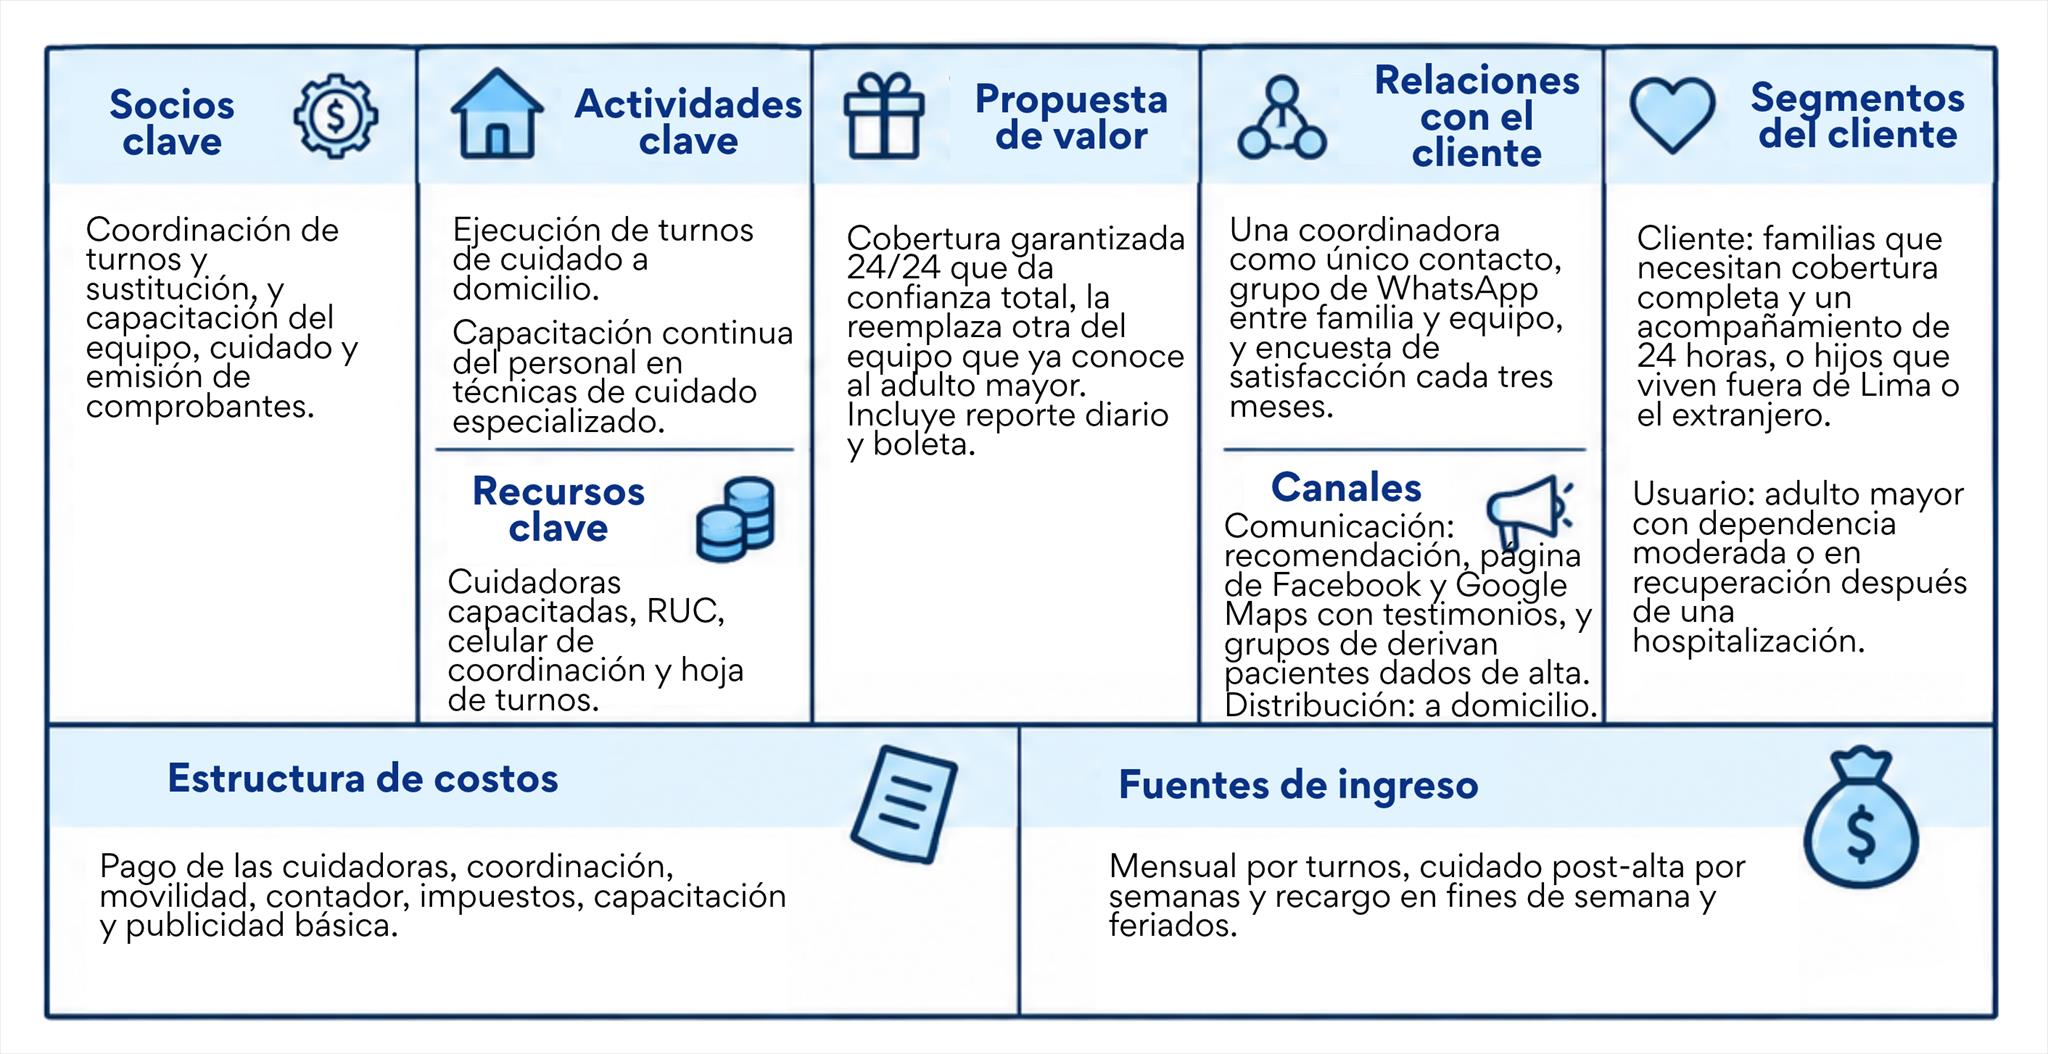 Socios
clave
Coordinación de
turnos y
sustitución, y
capacitación del
equipo, cuidado y
emisión de
comprobantes.
Actividades
clave
Ejecución de turnos
de cuidado a
domicilio.
Capacitación continua
del personal en
técnicas de cuidado
especializado.
Recursos
clave
Cuidadoras
capacitadas, RUC,
celular de
coordinación y hoja
de turnos.
Propuesta
de valor
Cobertura garantizada
24/24 que da
confianza total, la
reemplaza otra del
equipo que ya conoce
al adulto mayor.
Incluye reporte diario
y boleta.
Relaciones
con el
cliente
Una coordinadora
como único contacto,
grupo de WhatsApp
entre familia y equipo,
y encuesta de
satisfacción cada tres
meses.
Canales
Comunicación:
recomendación, página
de Facebook y Google
Maps con testimonios, y
grupos de derivan
pacientes dados de alta.
Distribución: a domicilio.
Segmentos
del cliente
Cliente: familias que
necesitan cobertura
completa y un
acompañamiento de
24 horas, o hijos que
viven fuera de Lima o
el extranjero.
Usuario: adulto mayor
con dependencia
moderada o en
recuperación después
de una
hospitalización.
Estructura de costos
Pago de las cuidadoras, coordinación,
movilidad, contador, impuestos, capacitación
y publicidad básica.
Fuentes de ingreso
Mensual por turnos, cuidado post-alta por
semanas y recargo en fines de semana y
feriados.
$
$